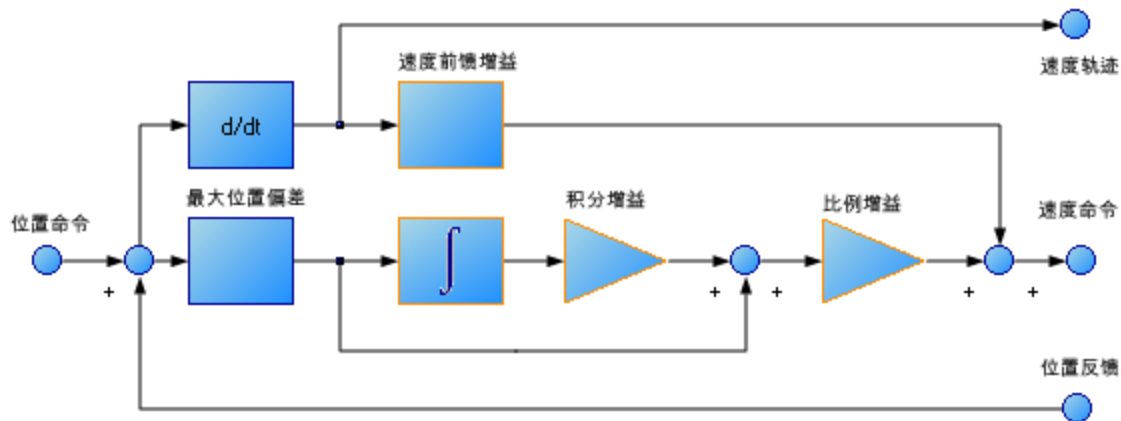 速度前馈增益
速度轨迹
d/dt
最大位置偏差
位置命令
积分增益
比例增益
速度命令
∫
+
+
+
+
+
位置反馈